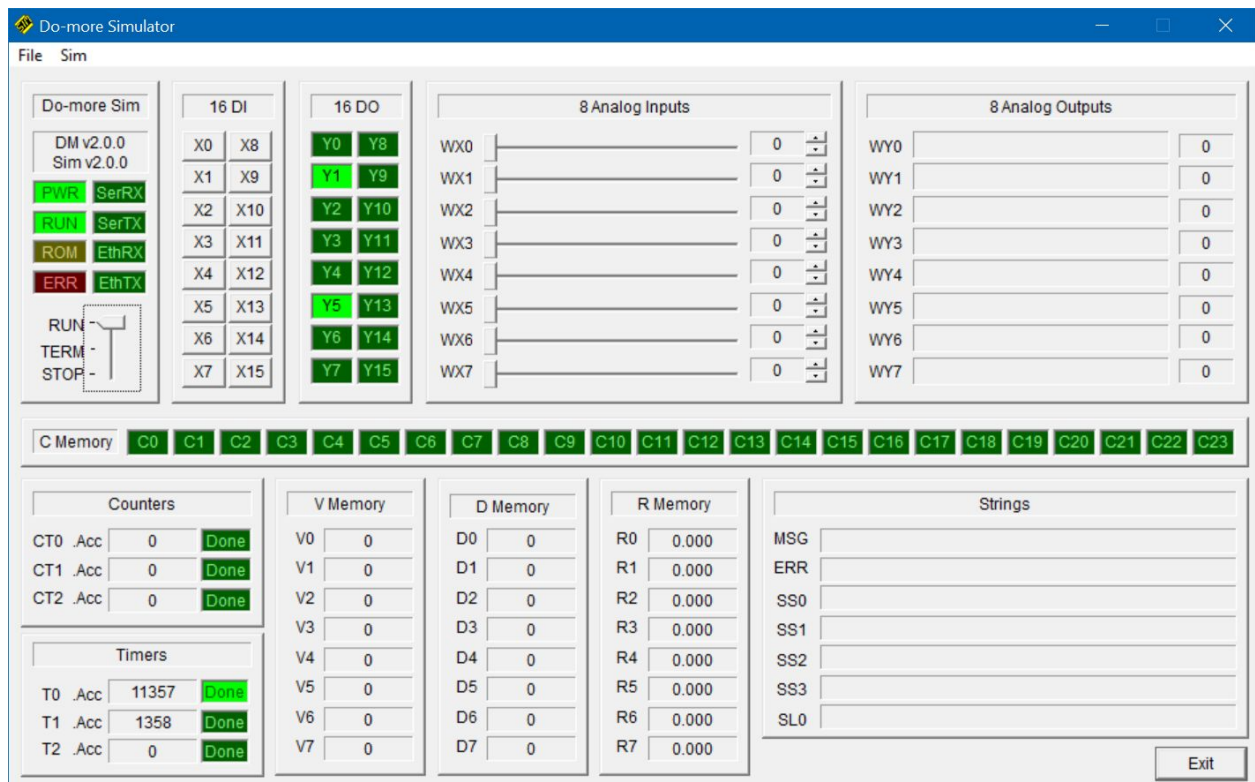 Do-more Simulator
File Sim
Do-more Sim
DM v2.0.0
Sim v2.0.0
PWR SerRX
RUN SerTX
ROM EthRX
ERR EthTX
RUN
TERM
STOP
16 DI
X0 X8
X1 X9
X2 X10
X3 X11
X4 X12
X5 X13
X6 X14
X7 X15
16 DO
Y0 Y8
Y1 Y9
Y2 Y10
Y3 Y11
Y4 Y12
Y5 Y13
Y6 Y14
Y7 Y15
8 Analog Inputs
WX0 0
WX1 0
WX2 0
WX3 0
WX4 0
WX5 0
WX6 0
WX7 0
8 Analog Outputs
WY0 0
WY1 0
WY2 0
WY3 0
WY4 0
WY5 0
WY6 0
WY7 0
C Memory C0 C1 C2 C3 C4 C5 C6 C7 C8 C9 C10 C11 C12 C13 C14 C15 C16 C17 C18 C19 C20 C21 C22 C23
Counters
CT0 .Acc 0 Done
CT1 .Acc 0 Done
CT2 .Acc 0 Done
Timers
T0 .Acc 11357 Done
T1 .Acc 1358 Done
T2 .Acc 0 Done
V Memory
V0 0
V1 0
V2 0
V3 0
V4 0
V5 0
V6 0
V7 0
D Memory
D0 0
D1 0
D2 0
D3 0
D4 0
D5 0
D6 0
D7 0
R Memory
R0 0.000
R1 0.000
R2 0.000
R3 0.000
R4 0.000
R5 0.000
R6 0.000
R7 0.000
Strings
MSG
ERR
SS0
SS1
SS2
SS3
SL0
Exit